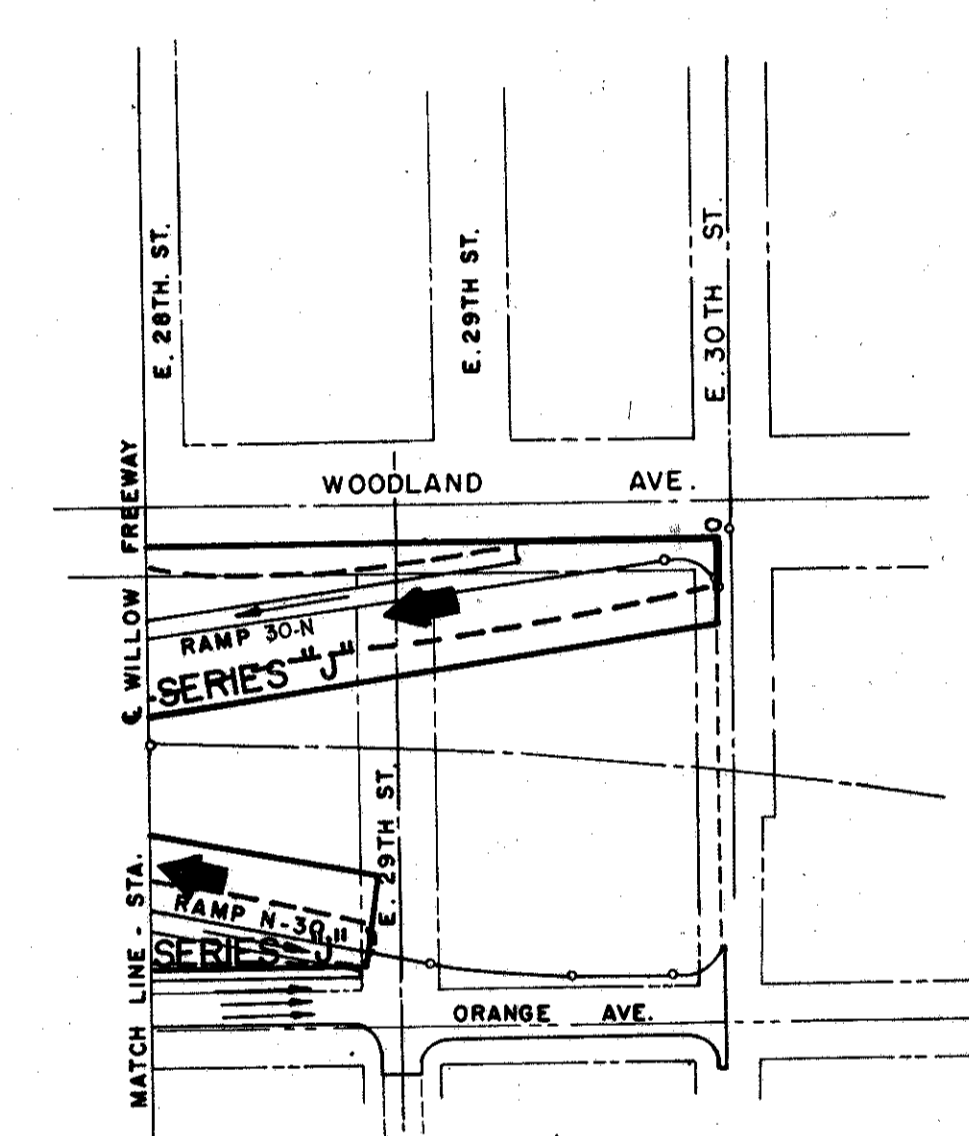 E. 28TH. ST.
E. 29TH ST.
E. 30TH ST.
WOODLAND AVE.
℄ WILLOW FREEWAY
RAMP 30-N
SERIES "J"
E. 29TH ST.
RAMP N-30
SERIES "J"
ORANGE AVE.
MATCH LINE - STA.